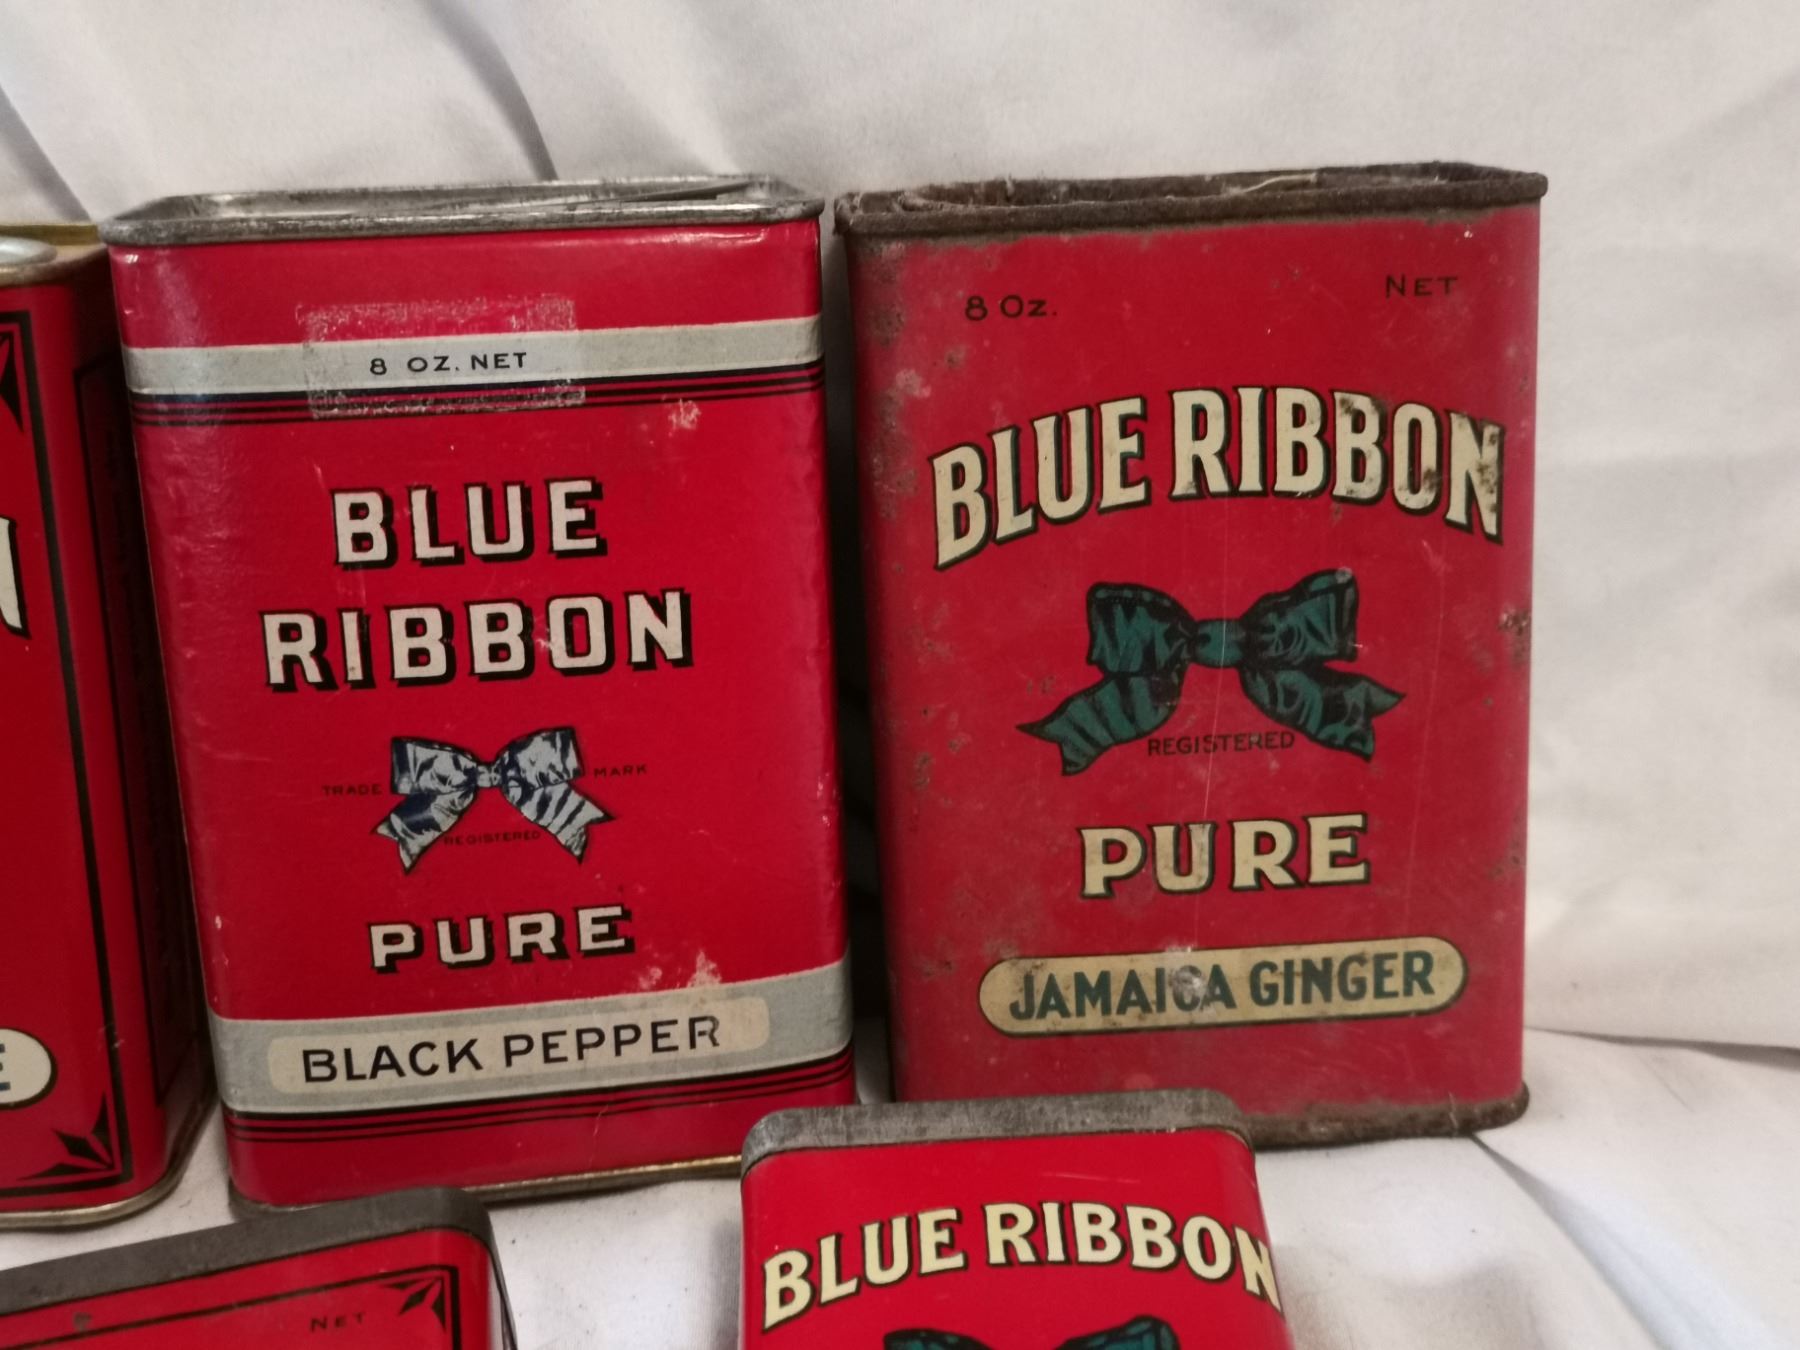 8 OZ. NET
BLUE
RIBBON
TRADE MARK
REGISTERED
PURE
BLACK PEPPER
8 Oz. NET
BLUE RIBBON
REGISTERED
PURE
JAMAICA GINGER
NET
BLUE RIBBON